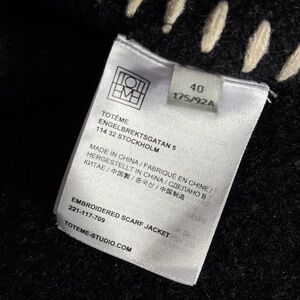 TOT
EME
40
175/92A
TOTÊME
ENGELBREKTSGATAN 5
114 32 STOCKHOLM
MADE IN CHINA / FABRIQUÉ EN CHINE /
HERGESTELLT IN CHINA / СДЕЛАНО В
КИТАЕ / 中国製 / 중국산 / 中国制造
EMBROIDERED SCARF JACKET
221-117-709
TOTEME-STUDIO.COM